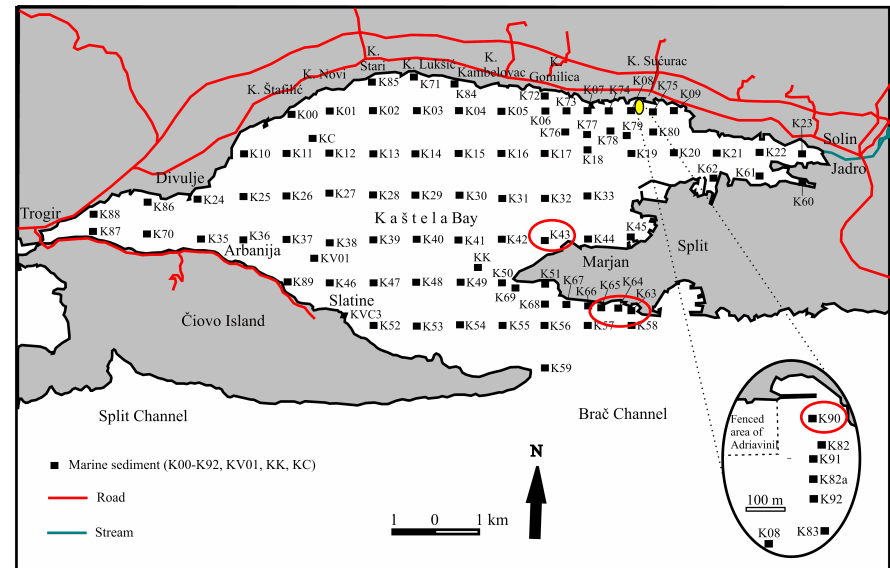 K. Sućurac
K.
K. Lukšić
K.
Kambelovac
K.
Gomilica
K.
Štari
K. Novi
K. Štafilić
K08
K07 K74
K75
K09
K85
K71
K84
K72
K73
K00
K01
K02
K03
K04
K05
K06
K76
K77
K78
K79
K80
K23
Solin
KC
K10
K11
K12
K13
K14
K15
K16
K17
K18
K19
K20
K21
K22
Jadro
Divulje
K62
K61
K60
K24
K25
K26
K27
K28
K29
K30
K31
K32
K33
Trogir
K88
K86
K a š t e l a Bay
K87
K70
K35
K36
K37
K38
K39
K40
K41
K42
K43
K44
K45
Split
Arbanija
KV01
KK
Marjan
K89
K46
K47
K48
K49
K50
K69
K51
K67
K66
K65
K64
K63
Slatine
K68
Čiovo Island
KVC3
K52
K53
K54
K55
K56
K57
K58
K59
Split Channel
Brač Channel
N
Marine sediment (K00-K92, KV01, KK, KC)
Road
Stream
1 0 1 km
Fenced
area of
Adriavinil
K90
K82
K91
K82a
K92
100 m
K08
K83